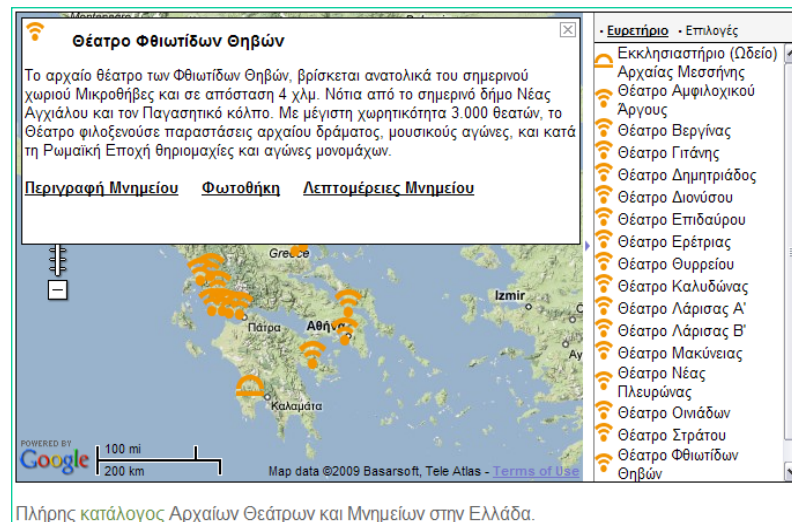 Θέατρο Φθιωτίδων Θηβών
Το αρχαίο θέατρο των Φθιωτίδων Θηβών, βρίσκεται ανατολικά του σημερινού
χωριού Μικροθήβες και σε απόσταση 4 χλμ. Νότια από το σημερινό δήμο Νέας
Αγχιάλου και τον Παγασητικό κόλπο. Με μέγιστη χωρητικότητα 3.000 θεατών, το
Θέατρο φιλοξενούσε παραστάσεις αρχαίου δράματος, μουσικούς αγώνες, και κατά
τη Ρωμαϊκή Εποχή θηριομαχίες και αγώνες μονομάχων.
Περιγραφή Μνημείου Φωτοθήκη Λεπτομέρειες Μνημείου
Greece
Izmir
Πάτρα
Αθήνα
Ay
Καλαμάτα
POWERED BY
Google
100 mi
200 km
Map data ©2009 Basarsoft, Tele Atlas - Terms of Use
· Ευρετήριο · Επιλογές
Εκκλησιαστήριο (Ωδείο)
Αρχαίας Μεσσήνης
Θέατρο Αμφιλοχικού
Άργους
Θέατρο Βεργίνας
Θέατρο Γιτάνης
Θέατρο Δημητριάδος
Θέατρο Διονύσου
Θέατρο Επιδαύρου
Θέατρο Ερέτριας
Θέατρο Θυρρείου
Θέατρο Καλυδώνας
Θέατρο Λάρισας Α'
Θέατρο Λάρισας Β'
Θέατρο Μακύνειας
Θέατρο Νέας
Πλευρώνας
Θέατρο Οινιάδων
Θέατρο Στράτου
Θέατρο Φθιωτίδων
Θηβών
Πλήρης κατάλογος Αρχαίων Θεάτρων και Μνημείων στην Ελλάδα.